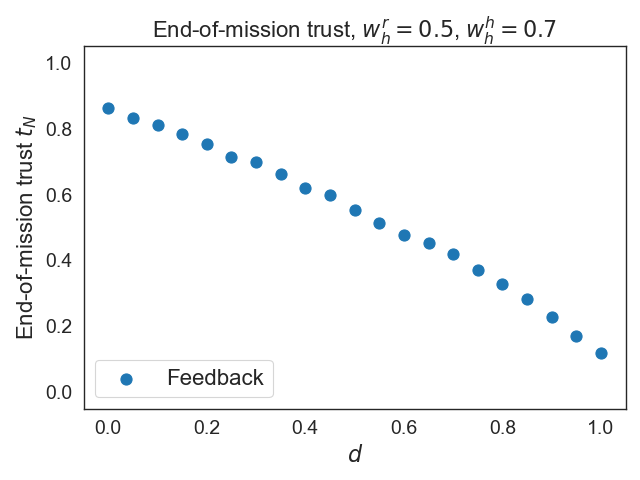 End-of-mission trust, $w_h^r = 0.5$, $w_h^h = 0.7$
End-of-mission trust $t_N$
1.0
0.8
0.6
0.4
0.2
0.0
Feedback
0.0 0.2 0.4 0.6 0.8 1.0
$d$